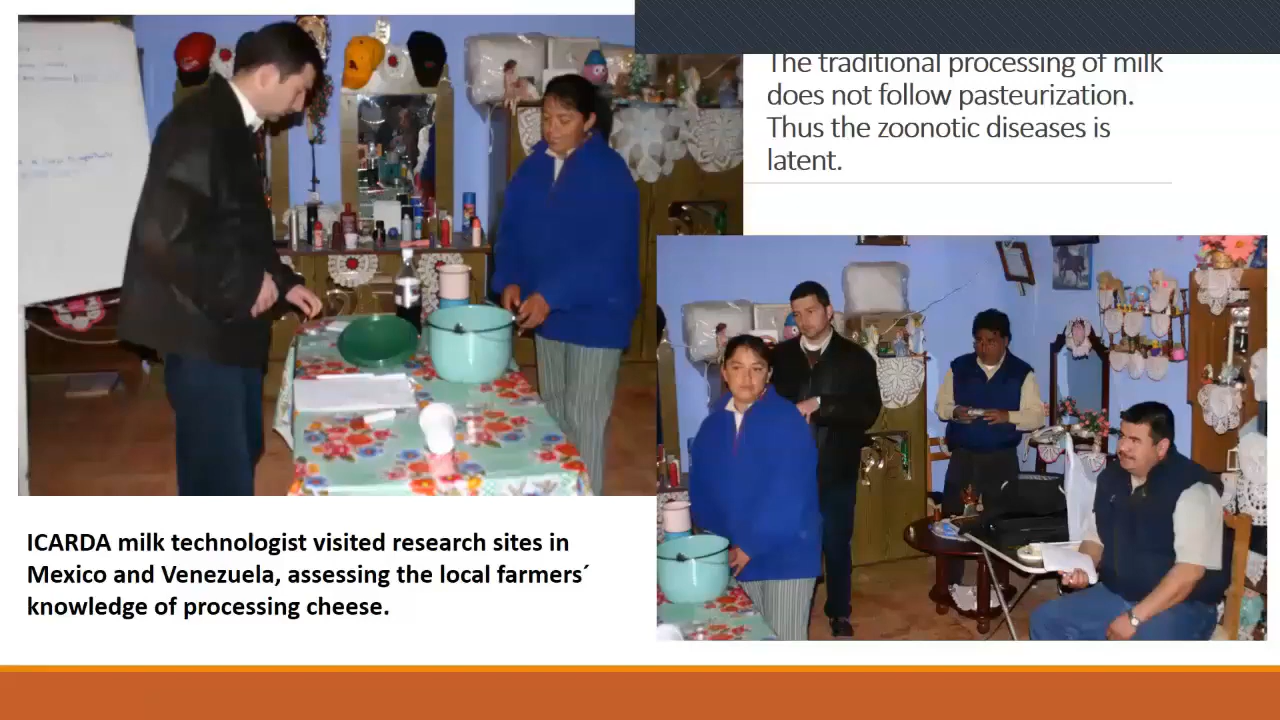 The traditional processing of milk
does not follow pasteurization.
Thus the zoonotic diseases is
latent.
ICARDA milk technologist visited research sites in
Mexico and Venezuela, assessing the local farmers´
knowledge of processing cheese.